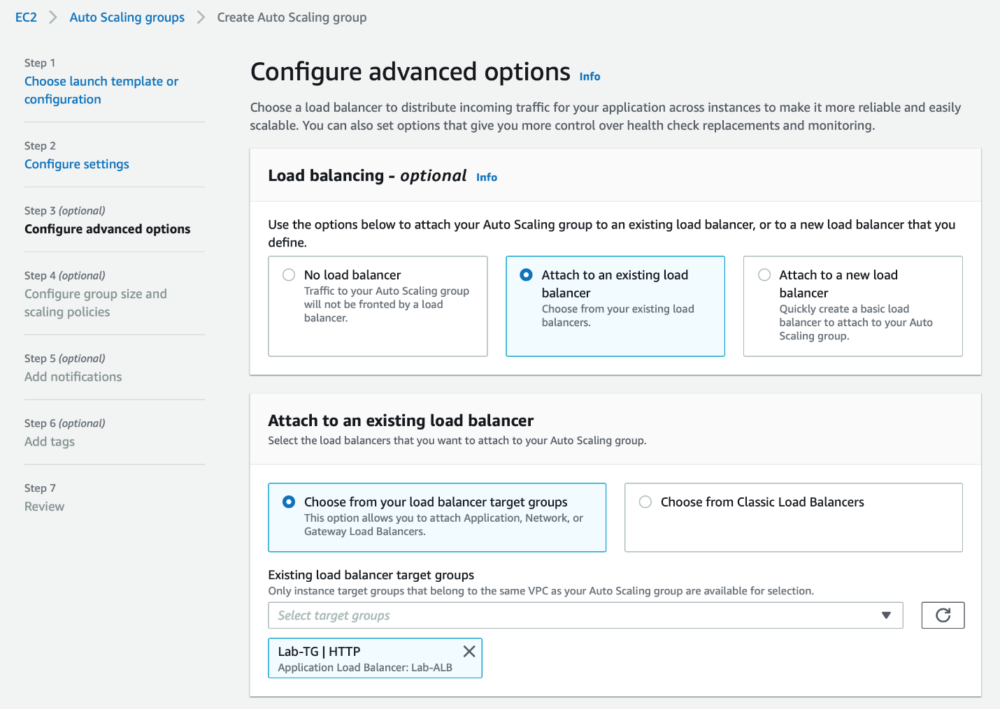 EC2 Auto Scaling groups Create Auto Scaling group
Step 1
Choose launch template or
configuration
Step 2
Configure settings
Step 3 (optional)
Configure advanced options
Step 4 (optional)
Configure group size and
scaling policies
Step 5 (optional)
Add notifications
Step 6 (optional)
Add tags
Step 7
Review
Configure advanced options Info
Choose a load balancer to distribute incoming traffic for your application across instances to make it more reliable and easily
scalable. You can also set options that give you more control over health check replacements and monitoring.
Load balancing - optional Info
Use the options below to attach your Auto Scaling group to an existing load balancer, or to a new load balancer that you
define.
No load balancer
Traffic to your Auto Scaling group
will not be fronted by a load
balancer.
Attach to an existing load
balancer
Choose from your existing load
balancers.
Attach to a new load
balancer
Quickly create a basic load
balancer to attach to your Auto
Scaling group.
Attach to an existing load balancer
Select the load balancers that you want to attach to your Auto Scaling group.
Choose from your load balancer target groups
This option allows you to attach Application, Network, or
Gateway Load Balancers.
Choose from Classic Load Balancers
Existing load balancer target groups
Only instance target groups that belong to the same VPC as your Auto Scaling group are available for selection.
Select target groups
Lab-TG | HTTP
Application Load Balancer: Lab-ALB